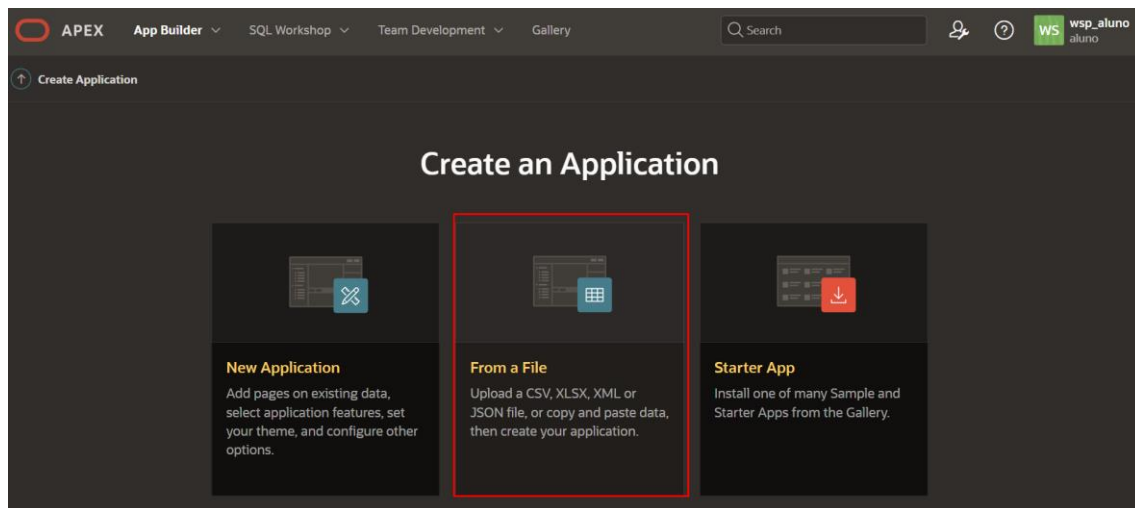 APEX App Builder SQL Workshop Team Development Gallery Search WS wsp_aluno
aluno
Create Application
Create an Application
New Application
Add pages on existing data,
select application features, set
your theme, and configure other
options.
From a File
Upload a CSV, XLSX, XML or
JSON file, or copy and paste data,
then create your application.
Starter App
Install one of many Sample and
Starter Apps from the Gallery.